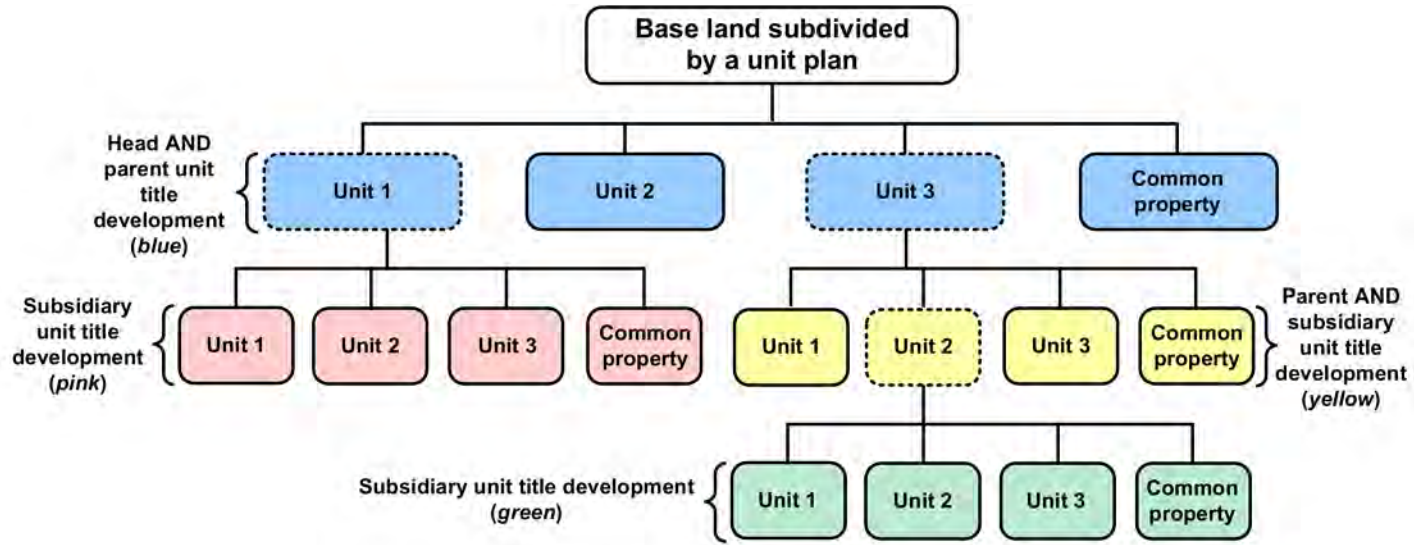 Base land subdivided
by a unit plan
Head AND
parent unit
title
development
(blue)
Unit 1
Unit 2
Unit 3
Common
property
Subsidiary
unit title
development
(pink)
Unit 1
Unit 2
Unit 3
Common
property
Unit 1
Unit 2
Unit 3
Common
property
Parent AND
subsidiary
unit title
development
(yellow)
Subsidiary unit title development
(green)
Unit 1
Unit 2
Unit 3
Common
property